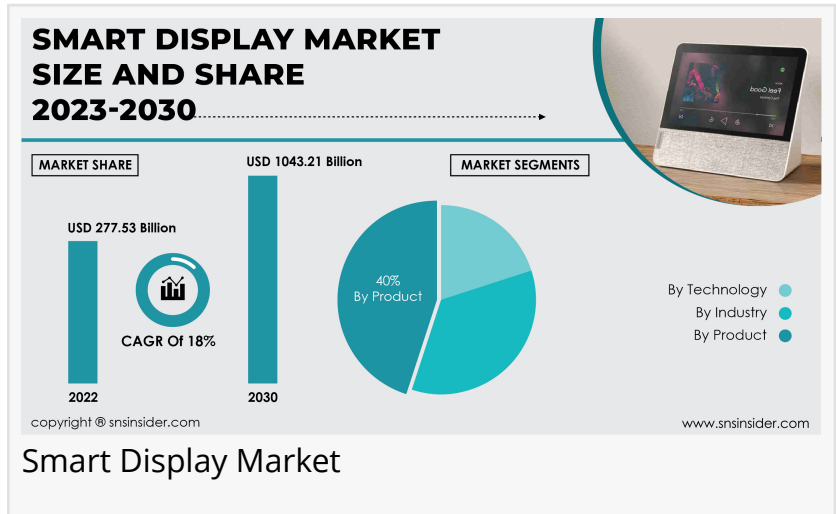 SMART DISPLAY MARKET
SIZE AND SHARE
2023-2030
MARKET SHARE
USD 1043.21 Billion
MARKET SEGMENTS
USD 277.53 Billion
40%
By Product
CAGR Of 18%
By Technology
By Industry
By Product
2022
2030
copyright ® snsinsider.com
www.snsinsider.com
Feel Good
Smart Display Market